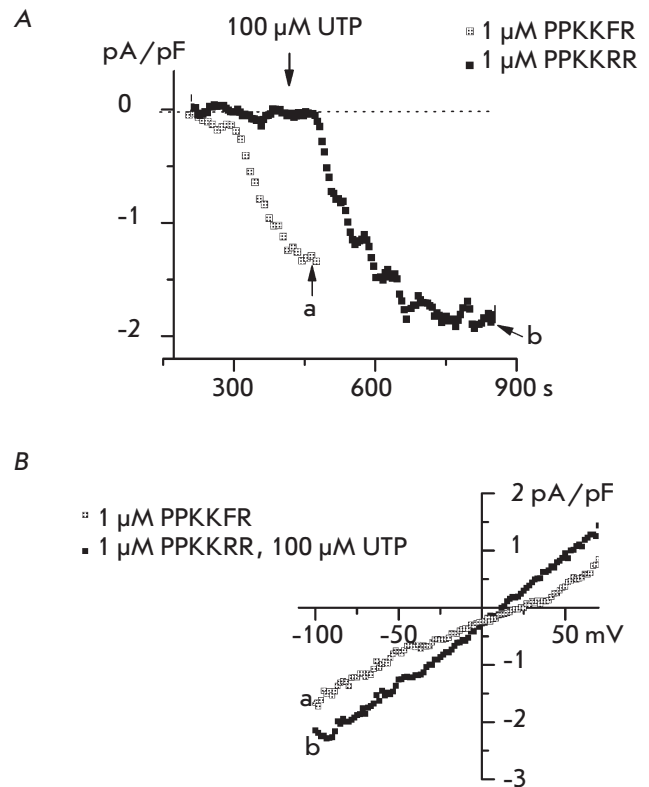 A
100 µM UTP
pA/pF
1 µM PPKKFR
1 µM PPKKRR
0
-1
-2
a
b
300 600 900 s
B
1 µM PPKKFR
1 µM PPKKRR, 100 µM UTP
2 pA/pF
1
-100 -50 50 mV
-1
-2
-3
a
b